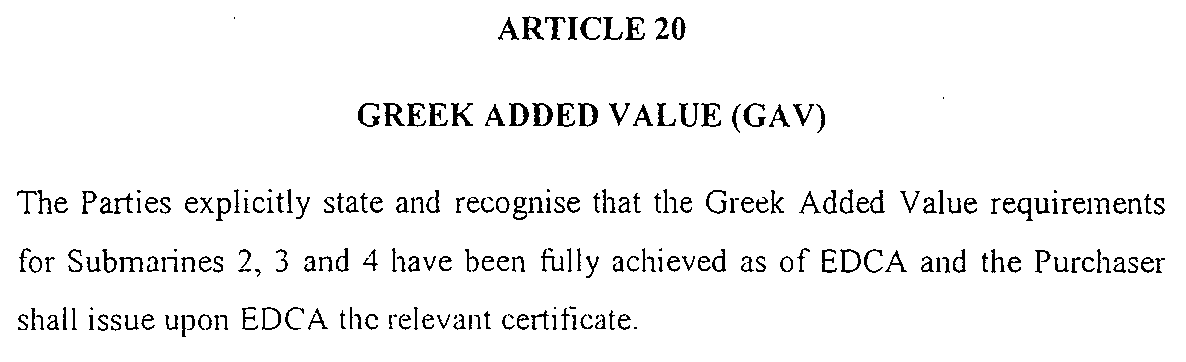 ARTICLE 20
GREEK ADDED VALUE (GAV)
The Parties explicitly state and recognise that the Greek Added Value requirements
for Submarines 2, 3 and 4 have been fully achieved as of EDCA and the Purchaser
shall issue upon EDCA the relevant certificate.